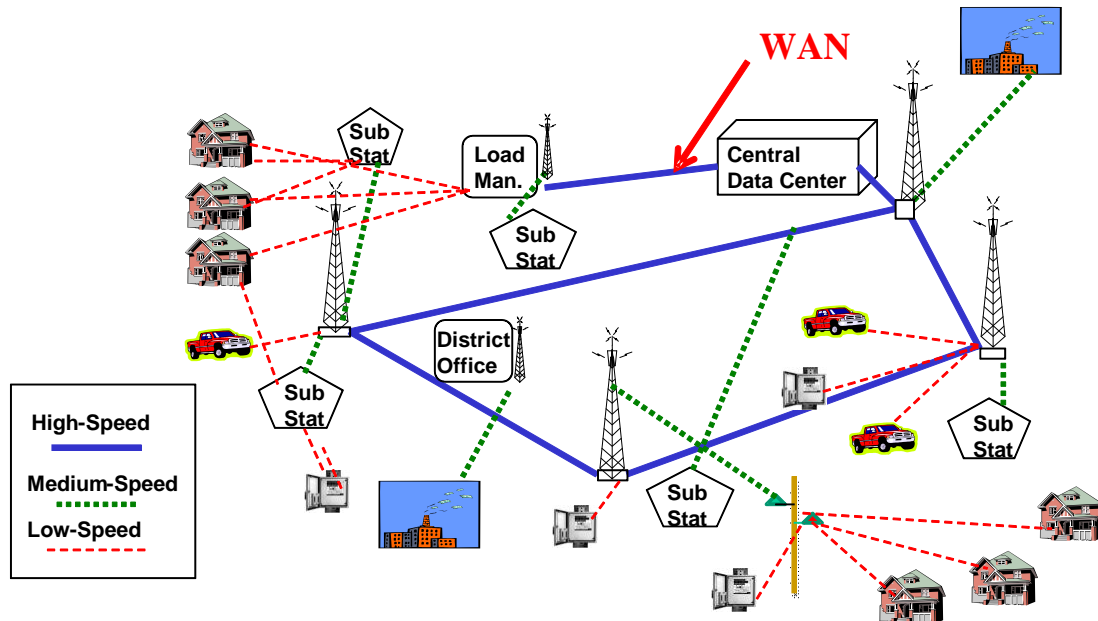 WAN
Sub
Stat
Load
Man.
Central
Data Center
Sub
Stat
District
Office
Sub
Stat
Sub
Stat
Sub
Stat
High-Speed
Medium-Speed
Low-Speed